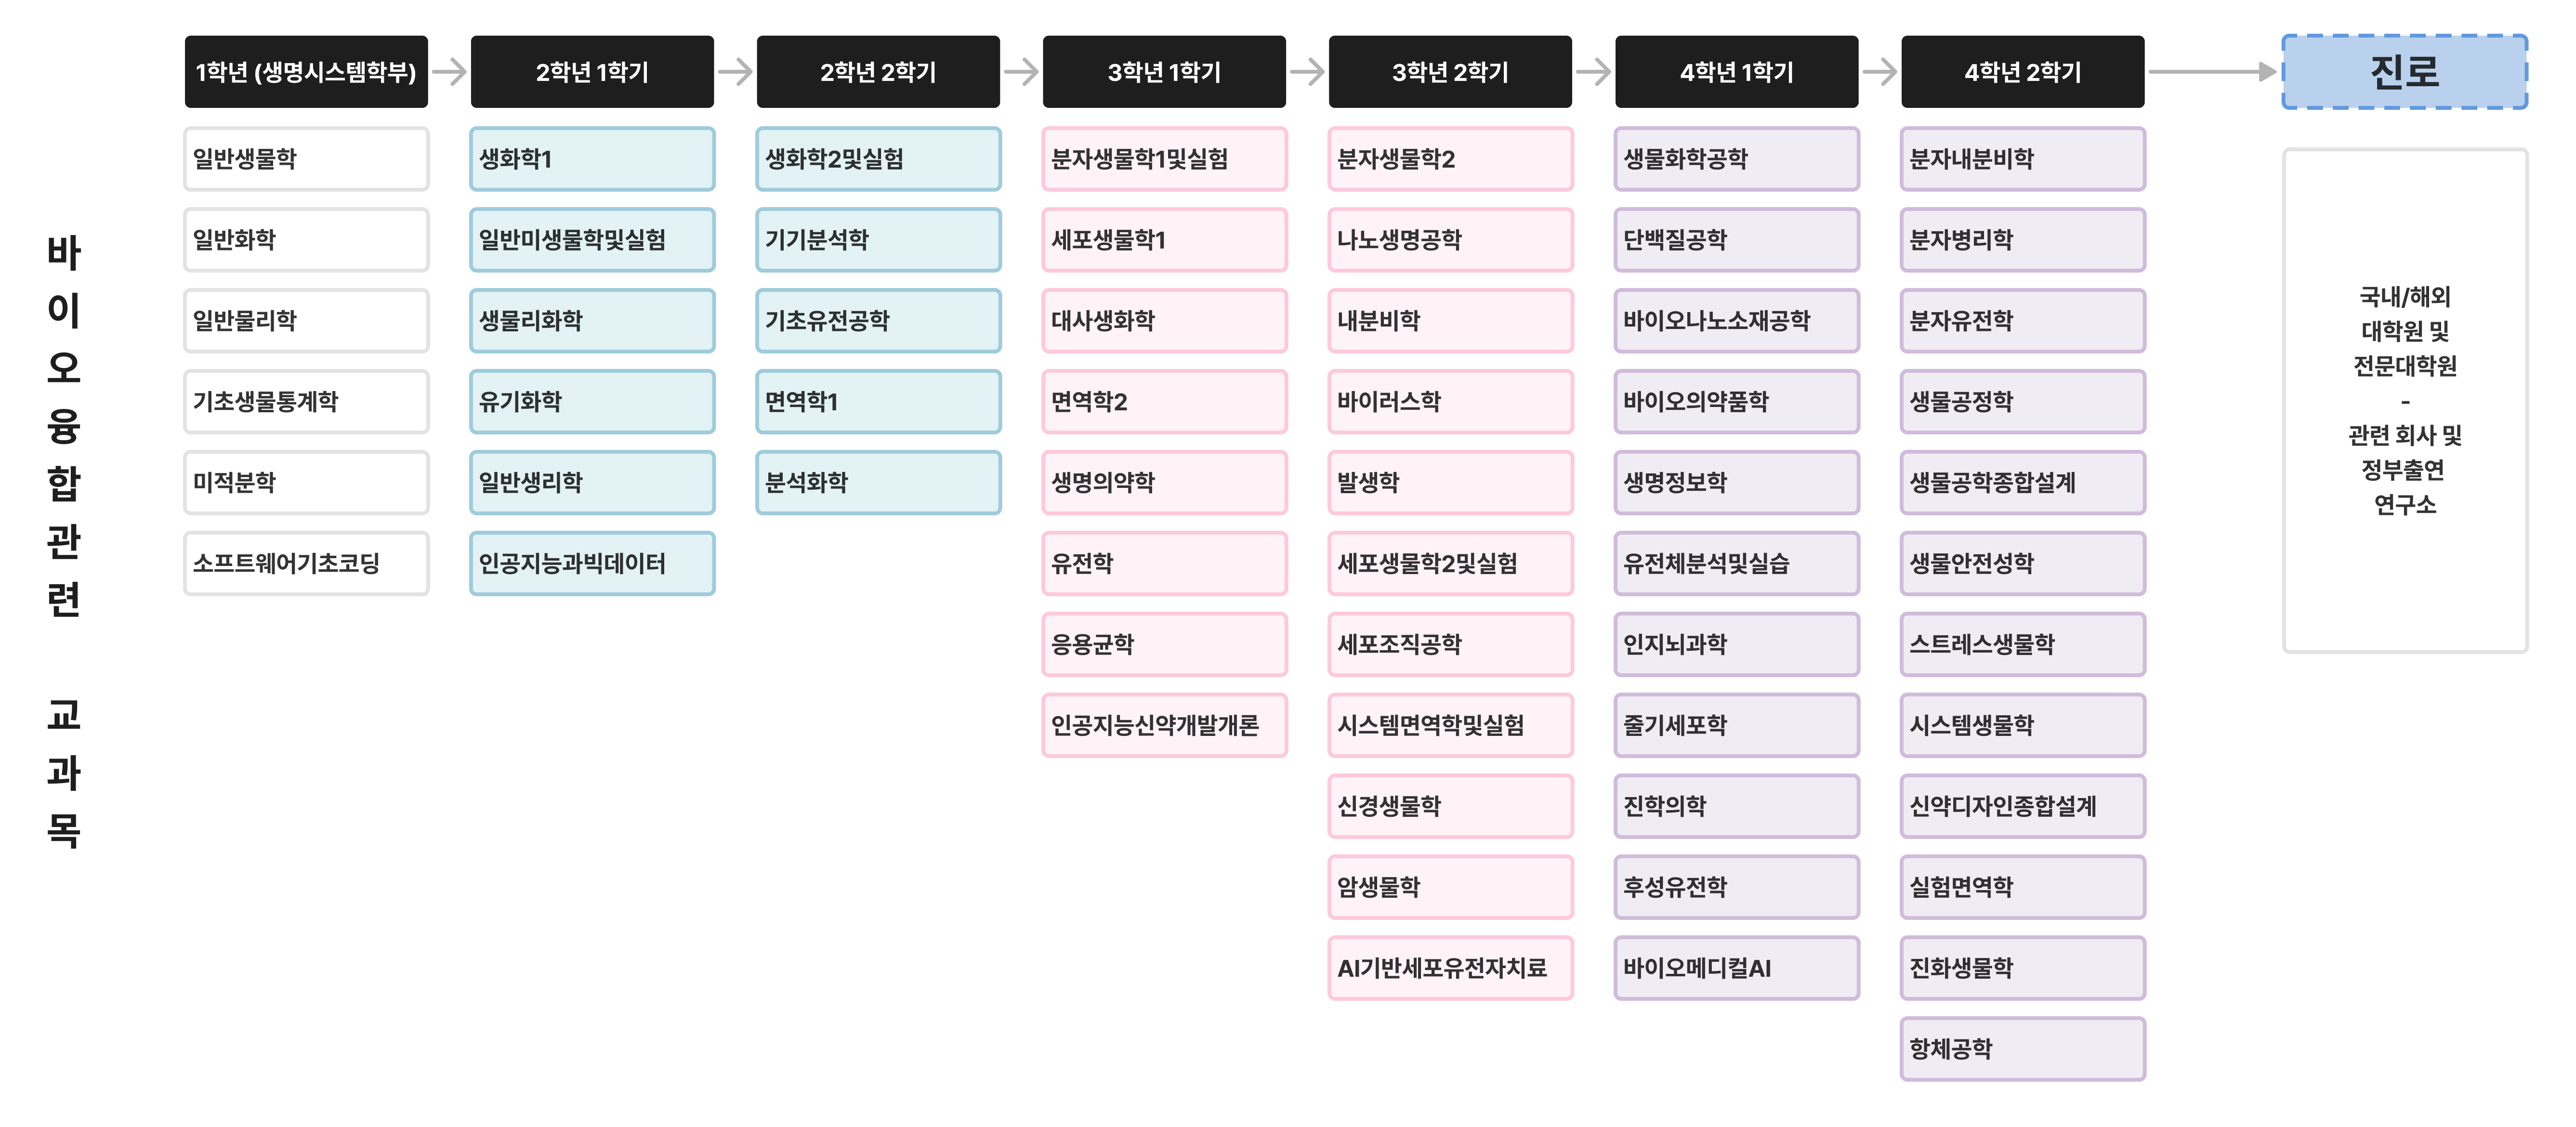 바이오융합관련 교과목
1학년 (생명시스템학부)
일반생물학
일반화학
일반물리학
기초생물통계학
미적분학
소프트웨어기초코딩
2학년 1학기
생화학1
일반미생물학및실험
생물리화학
유기화학
일반생리학
인공지능과빅데이터
2학년 2학기
생화학2및실험
기기분석학
기초유전공학
면역학1
분석화학
3학년 1학기
분자생물학1및실험
세포생물학1
대사생화학
면역학2
생명의약학
유전학
응용균학
인공지능신약개발개론
3학년 2학기
분자생물학2
나노생명공학
내분비학
바이러스학
발생학
세포생물학2및실험
세포조직공학
시스템면역학및실험
신경생물학
암생물학
AI기반세포유전자치료
4학년 1학기
생물화학공학
단백질공학
바이오나노소재공학
바이오의약품학
생명정보학
유전체분석및실습
인지뇌과학
줄기세포학
진학의학
후성유전학
바이오메디컬AI
4학년 2학기
분자내분비학
분자병리학
분자유전학
생물공정학
생물공학종합설계
생물안전성학
스트레스생물학
시스템생물학
신약디자인종합설계
실험면역학
진화생물학
항체공학
진로
국내/해외
대학원 및
전문대학원
-
관련 회사 및
정부출연
연구소